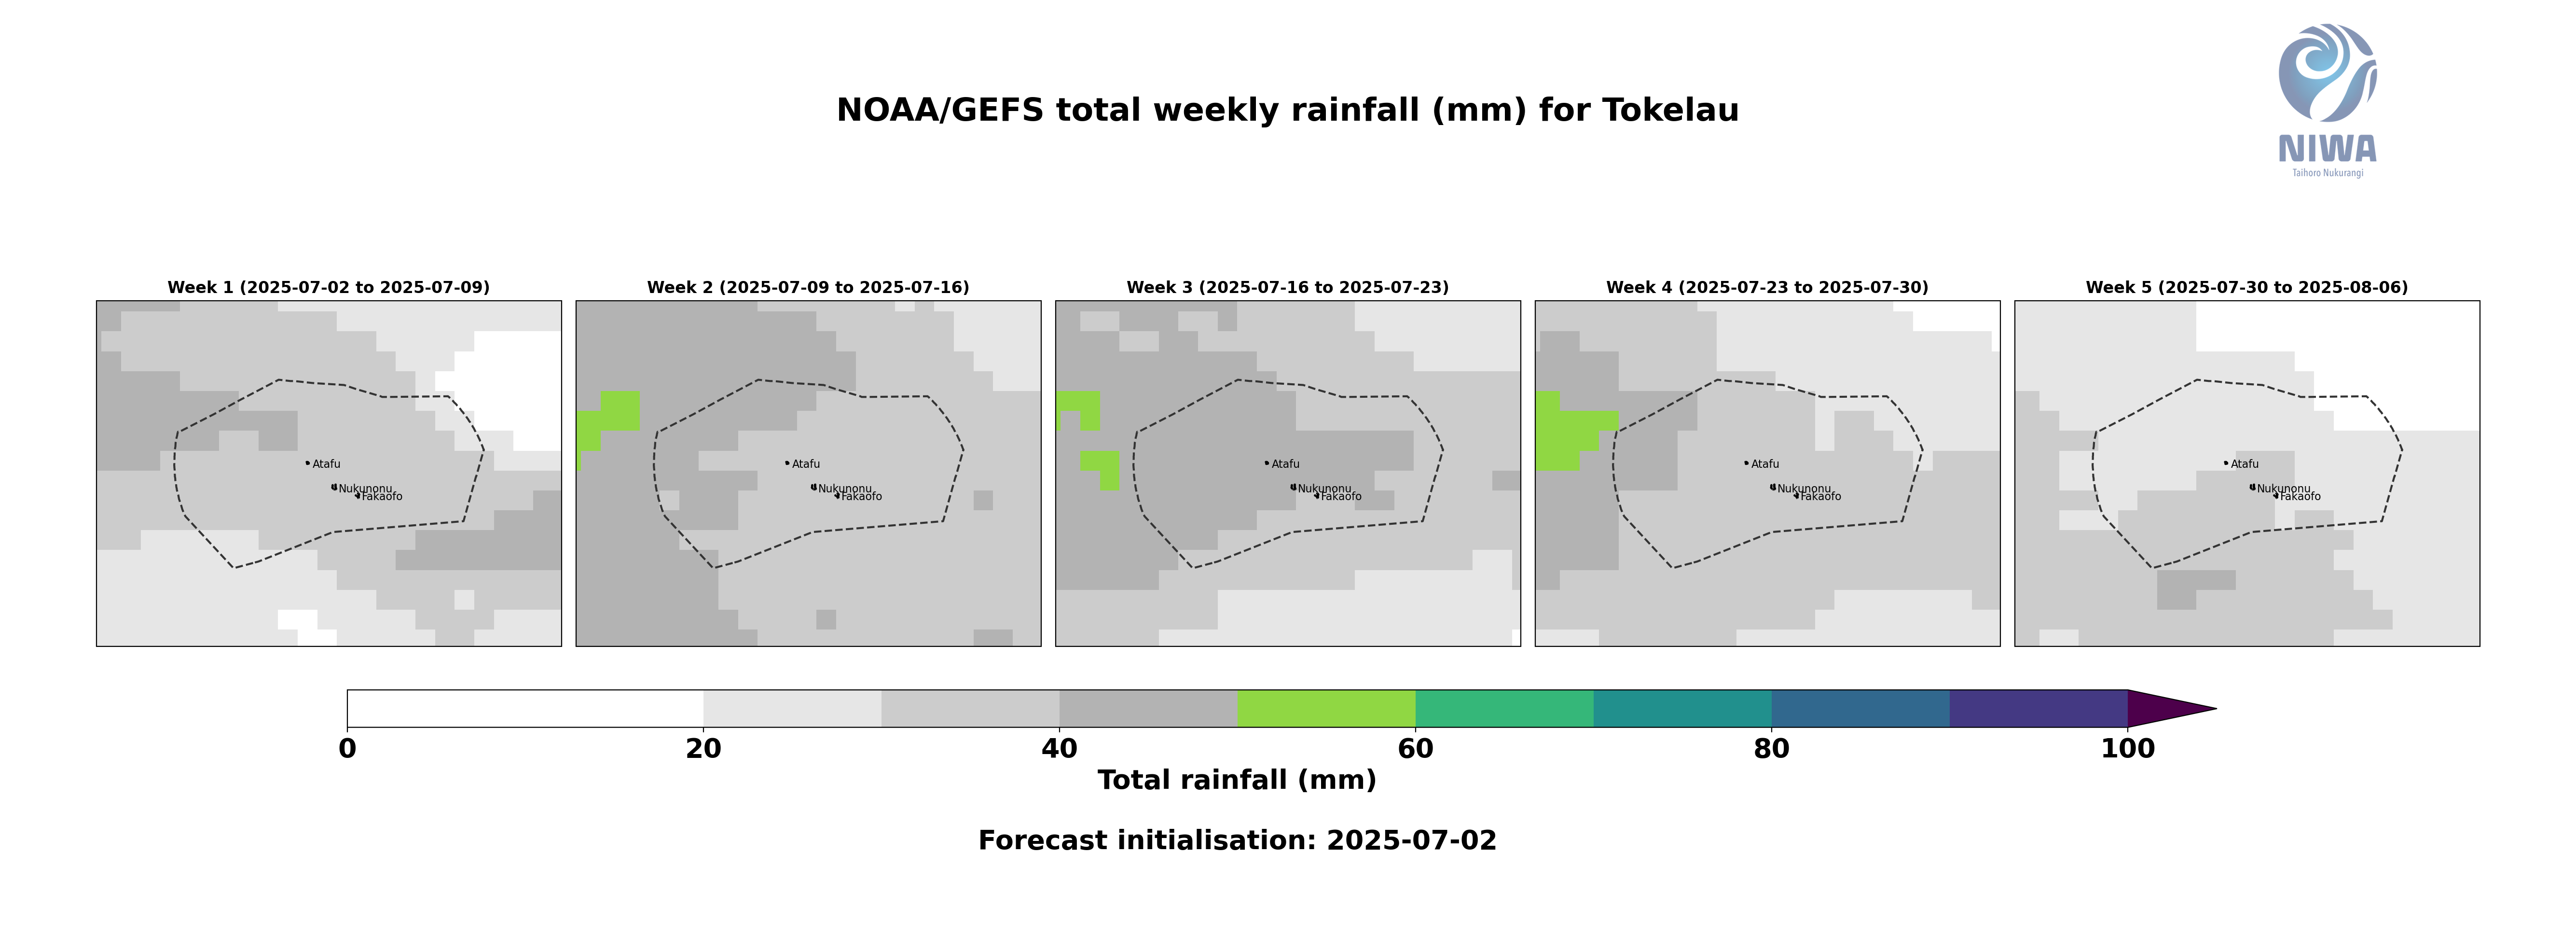 NOAA/GEFS total weekly rainfall (mm) for Tokelau
NIWA
Taihoro Nukurangi
Week 1 (2025-07-02 to 2025-07-09)
Atafu
Nukunonu
Fakaofo
Week 2 (2025-07-09 to 2025-07-16)
Atafu
Nukunonu
Fakaofo
Week 3 (2025-07-16 to 2025-07-23)
Atafu
Nukunonu
Fakaofo
Week 4 (2025-07-23 to 2025-07-30)
Atafu
Nukunonu
Fakaofo
Week 5 (2025-07-30 to 2025-08-06)
Atafu
Nukunonu
Fakaofo
0 20 40 60 80 100
Total rainfall (mm)
Forecast initialisation: 2025-07-02